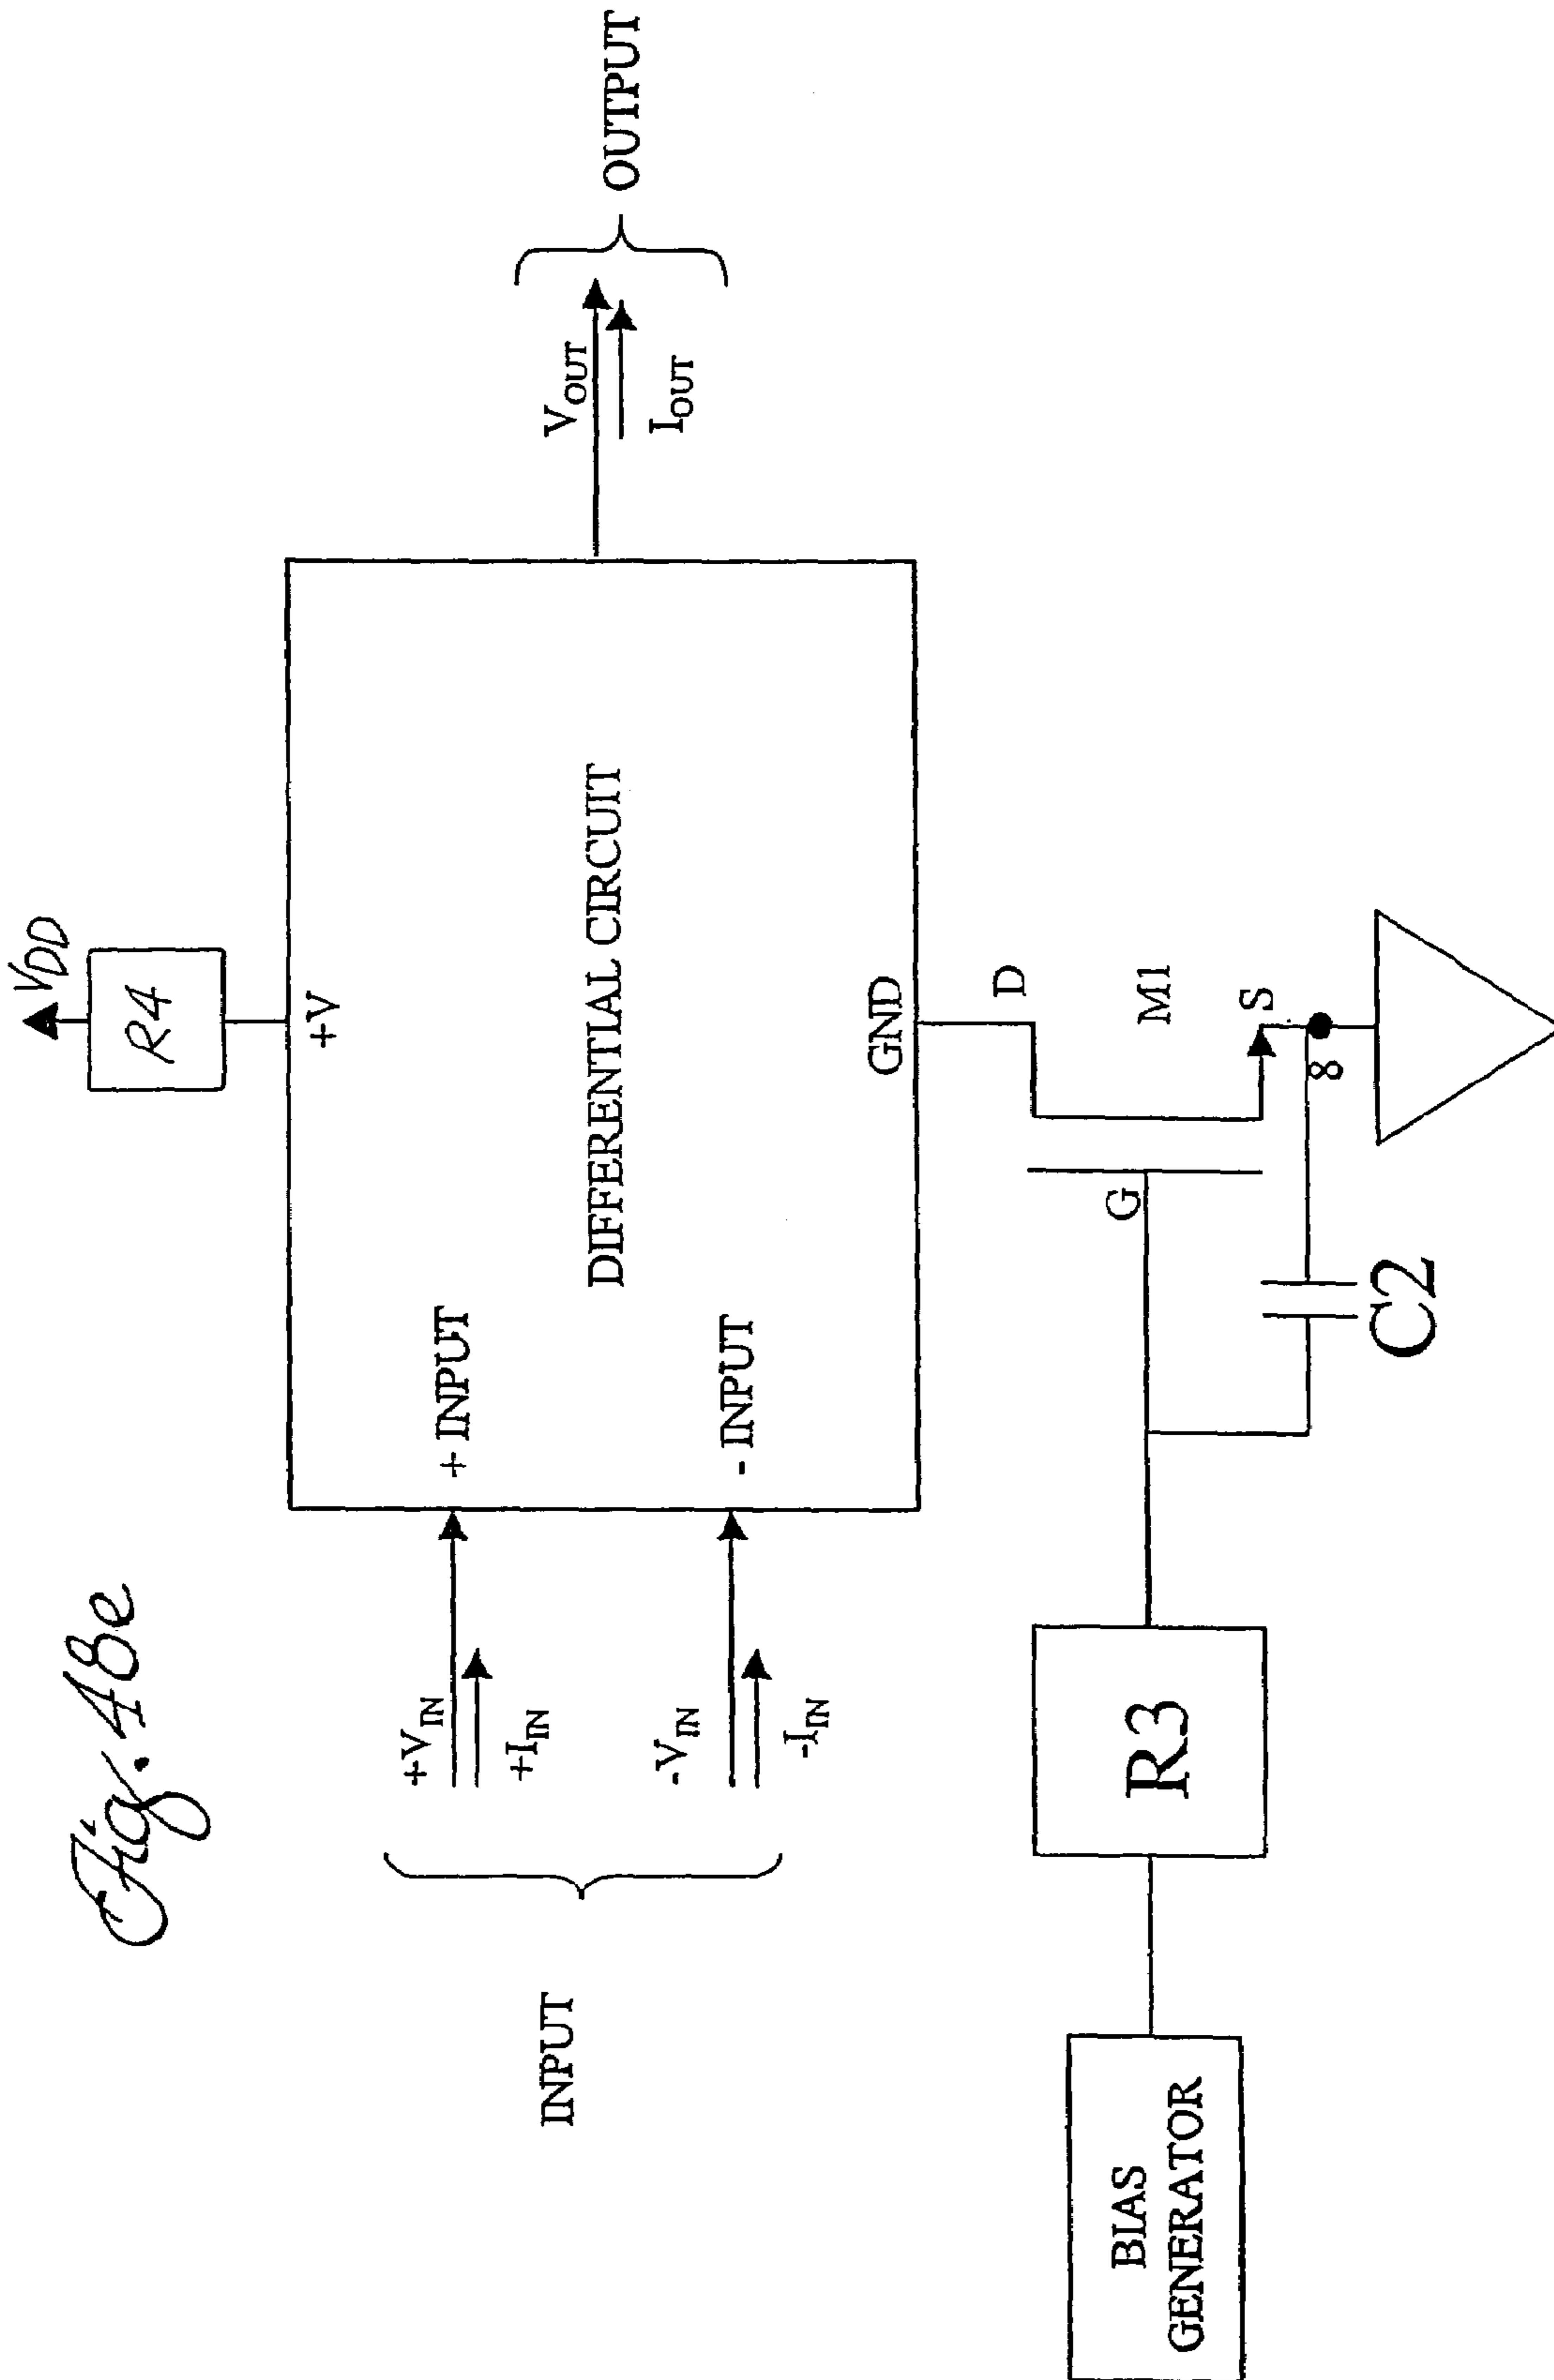 Fig. 48e
VDD
R4
+V
INPUT
+VIN
+IIN
-VIN
-IIN
+ INPUT
- INPUT
DIFFERENTIAL CIRCUIT
VOUT
IOUT
OUTPUT
GND
D
G
M1
S
8
C2
R3
BIAS
GENERATOR